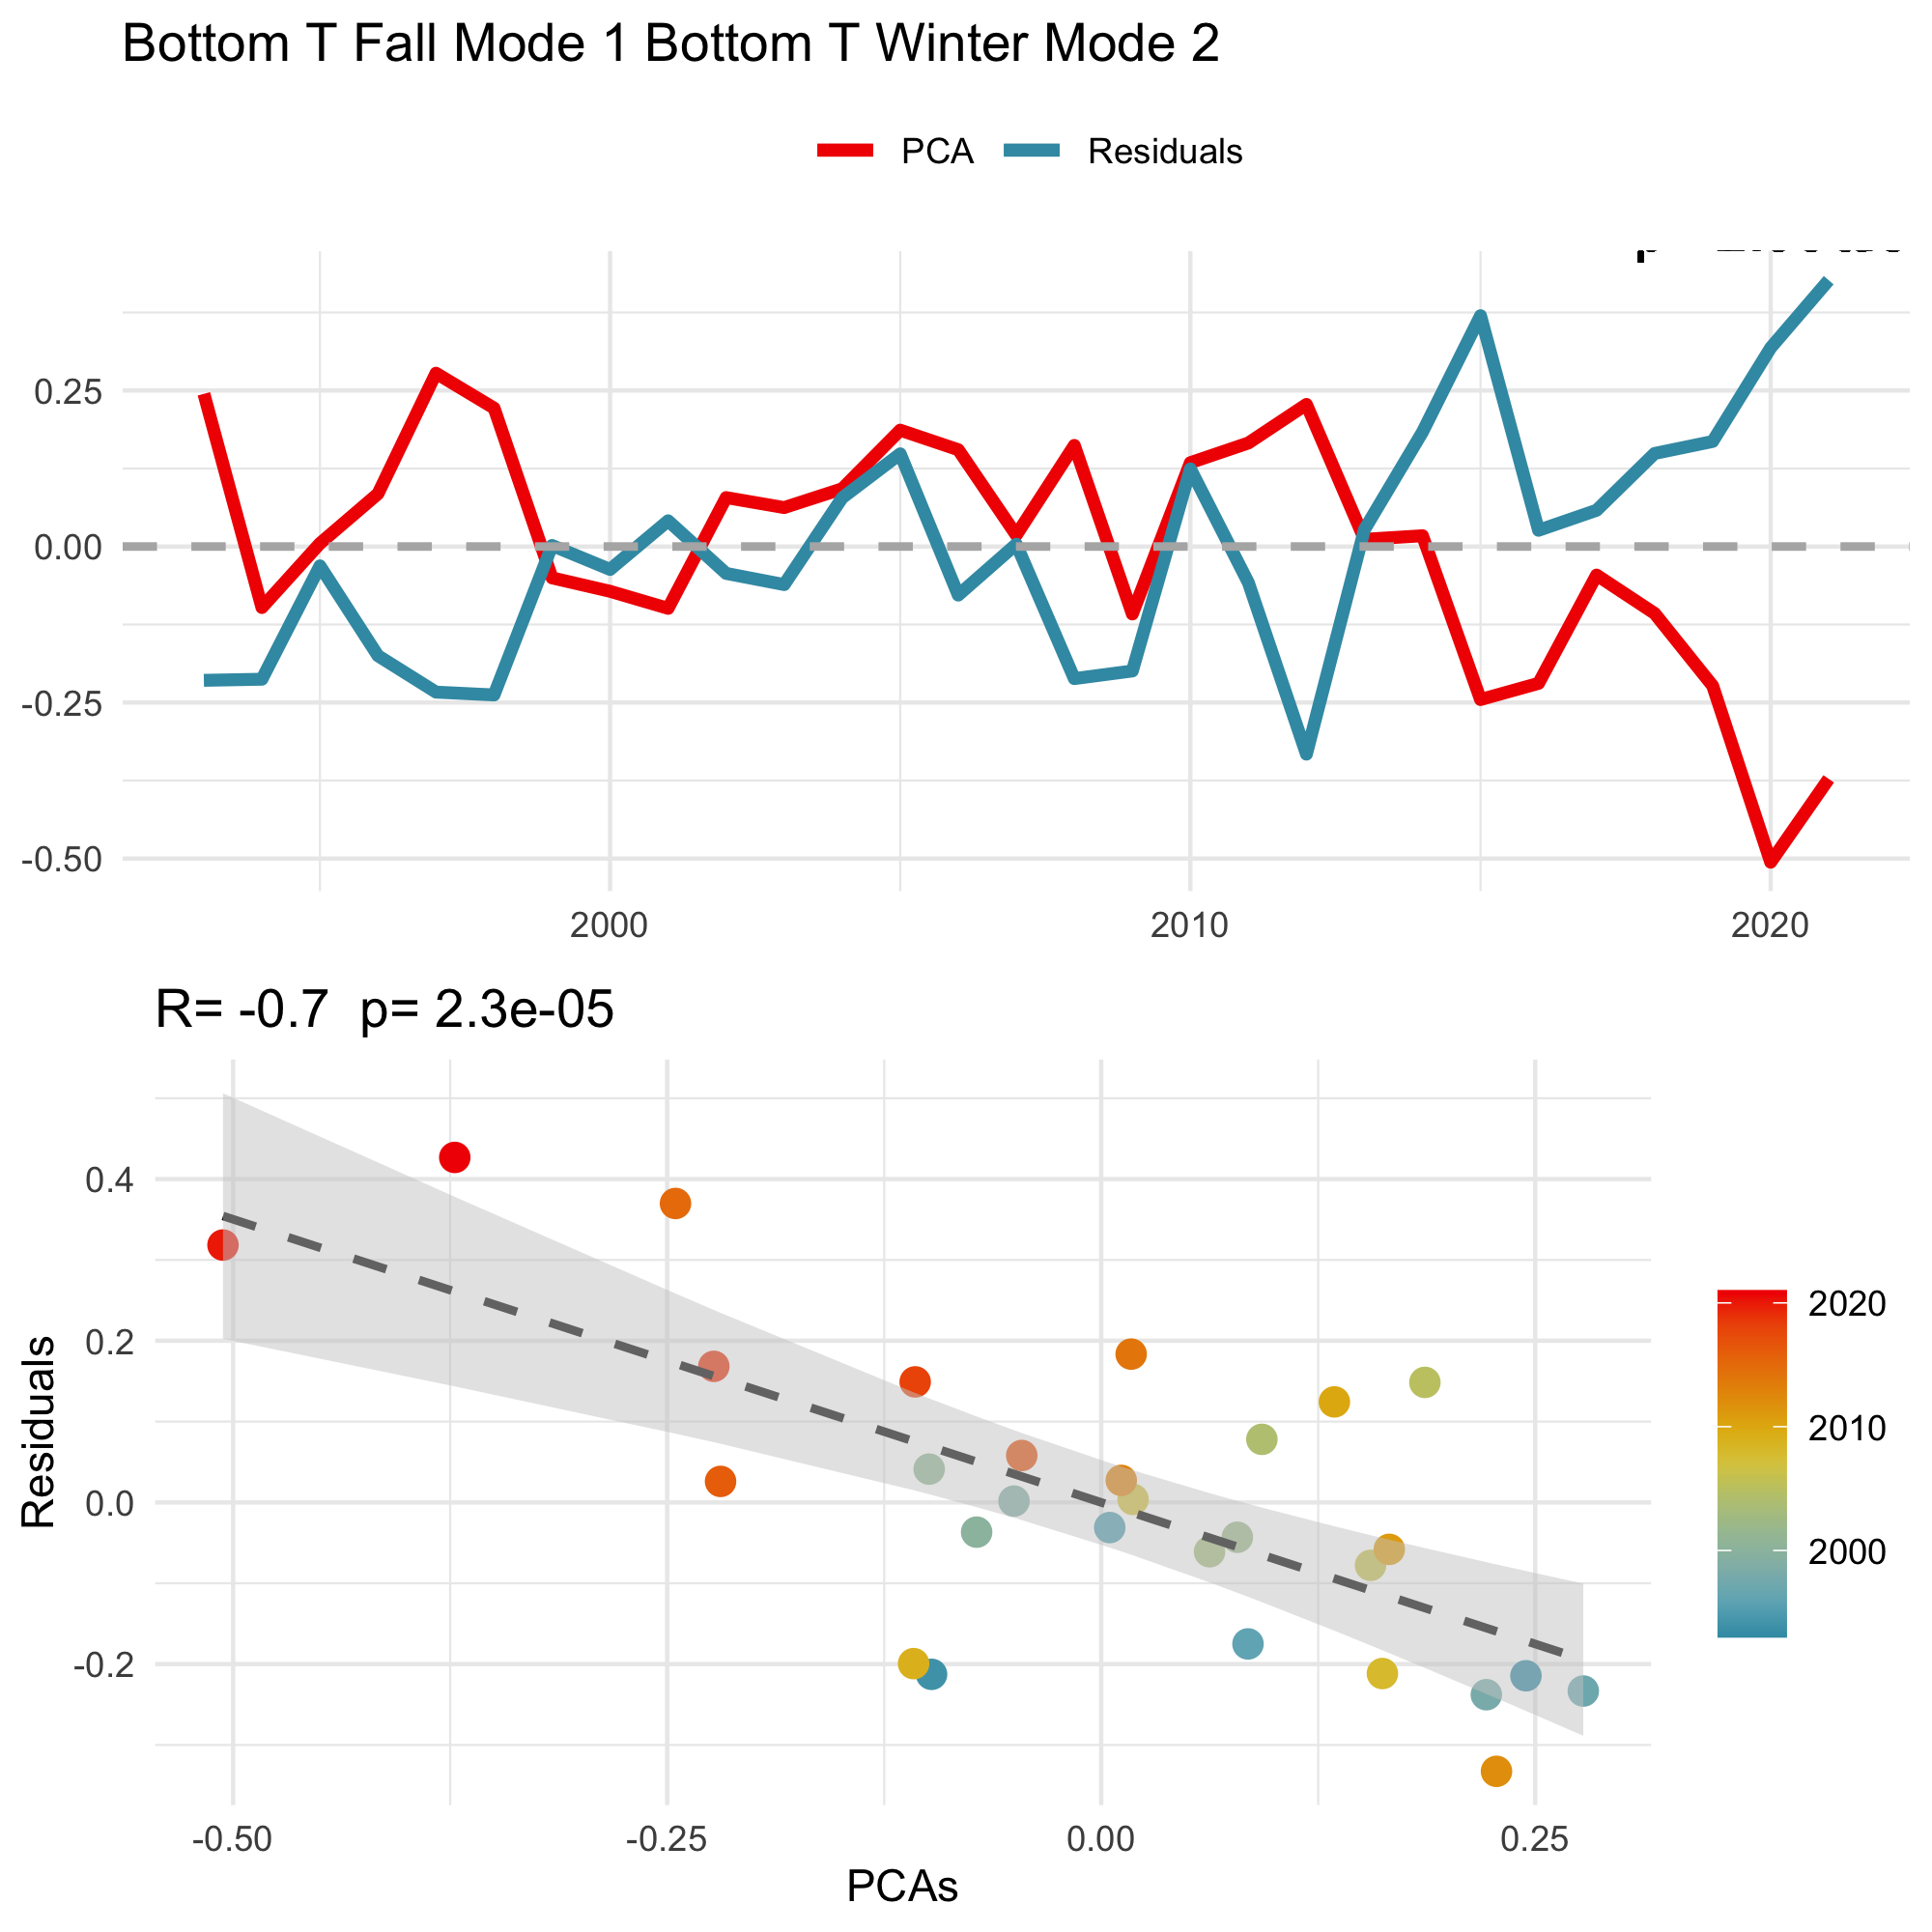 Bottom T Fall Mode 1 Bottom T Winter Mode 2
PCA Residuals
0.25
0.00
-0.25
-0.50
2000 2010 2020
R= -0.7 p= 2.3e-05
Residuals
0.4
0.2
0.0
-0.2
-0.50 -0.25 0.00 0.25
PCAs
2020
2010
2000